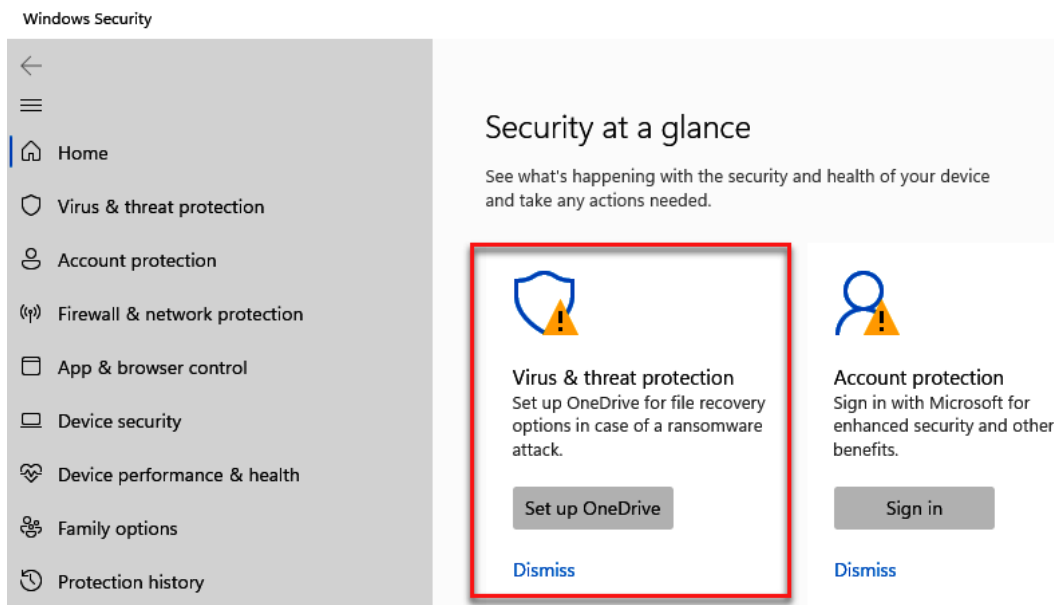 Windows Security
Home
Virus & threat protection
Account protection
Firewall & network protection
App & browser control
Device security
Device performance & health
Family options
Protection history
Security at a glance
See what's happening with the security and health of your device
and take any actions needed.
Virus & threat protection
Set up OneDrive for file recovery
options in case of a ransomware
attack.
Set up OneDrive
Dismiss
Account protection
Sign in with Microsoft for
enhanced security and other
benefits.
Sign in
Dismiss